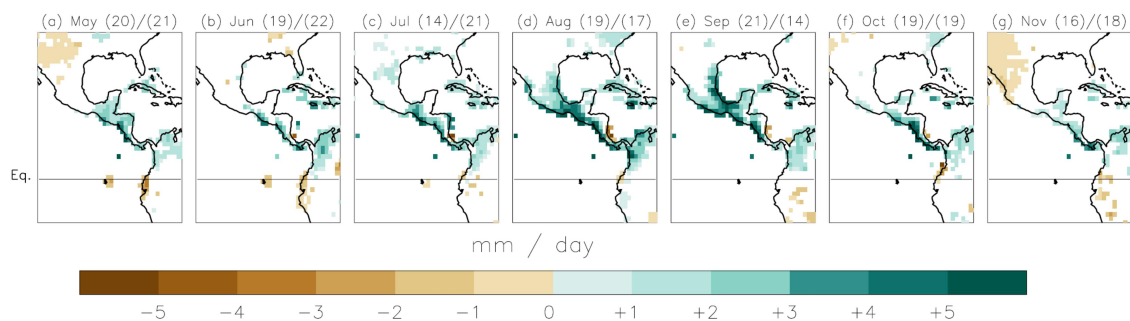 (a) May (20)/(21) (b) Jun (19)/(22) (c) Jul (14)/(21) (d) Aug (19)/(17) (e) Sep (21)/(14) (f) Oct (19)/(19) (g) Nov (16)/(18)
Eq.
mm / day
−5 −4 −3 −2 −1 0 +1 +2 +3 +4 +5